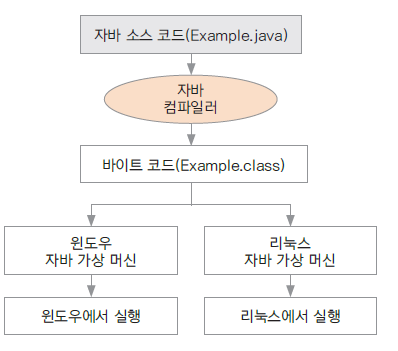 자바 소스 코드(Example.java)
자바
컴파일러
바이트 코드(Example.class)
윈도우
자바 가상 머신
리눅스
자바 가상 머신
윈도우에서 실행
리눅스에서 실행